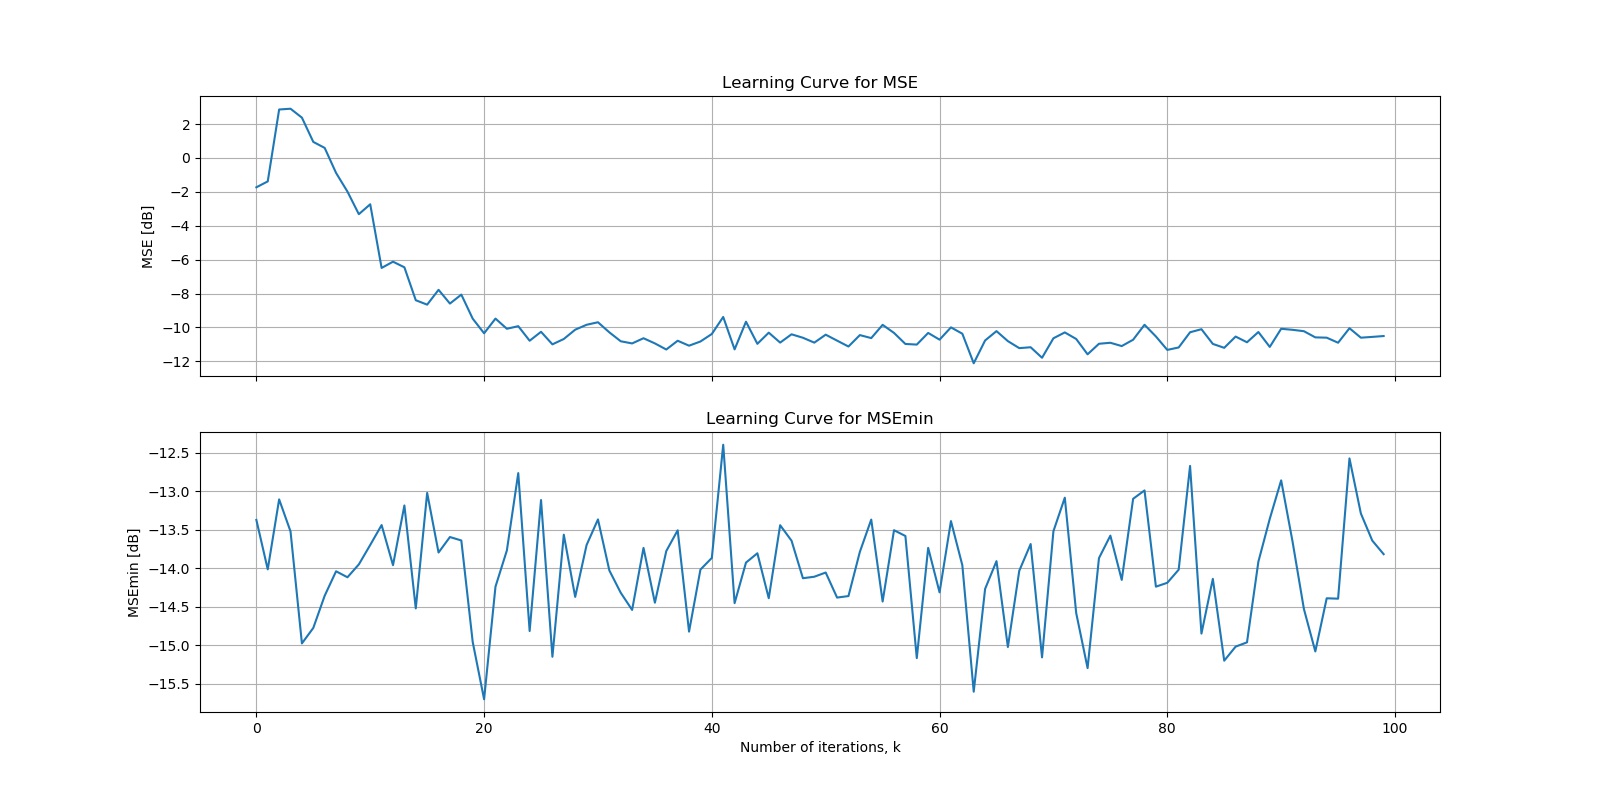 Learning Curve for MSE
MSE [dB]
2
0
−2
−4
−6
−8
−10
−12
Learning Curve for MSEmin
MSEmin [dB]
−12.5
−13.0
−13.5
−14.0
−14.5
−15.0
−15.5
0 20 40 60 80 100
Number of iterations, k